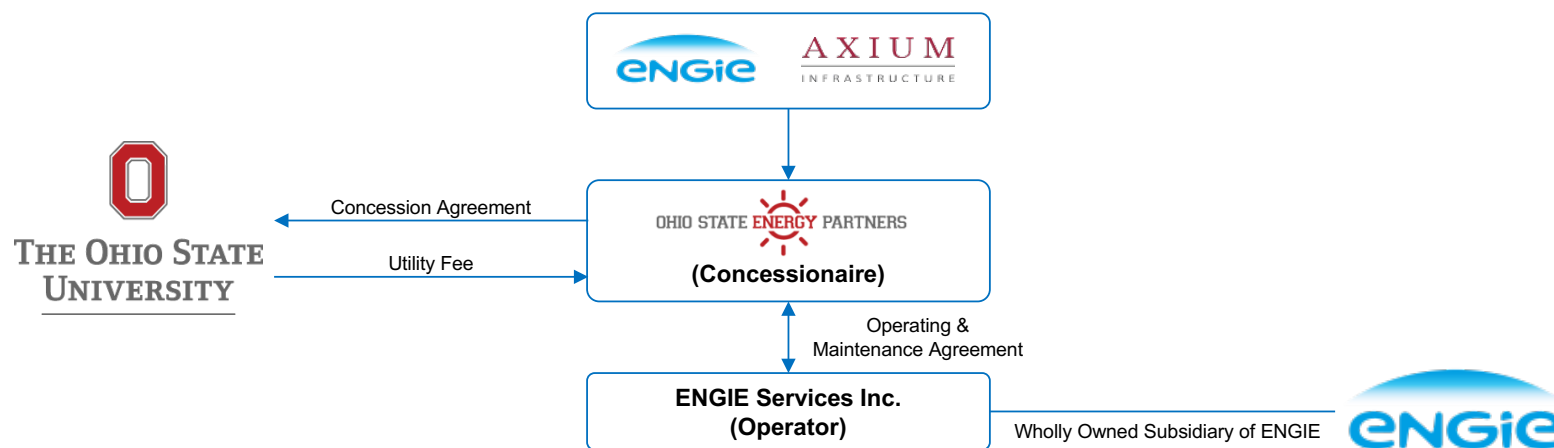 ENGIE
AXIUM
INFRASTRUCTURE
O
THE OHIO STATE
UNIVERSITY
Concession Agreement
Utility Fee
OHIO STATE ENERGY PARTNERS
(Concessionaire)
Operating &
Maintenance Agreement
ENGIE Services Inc.
(Operator)
Wholly Owned Subsidiary of ENGIE
ENGIE